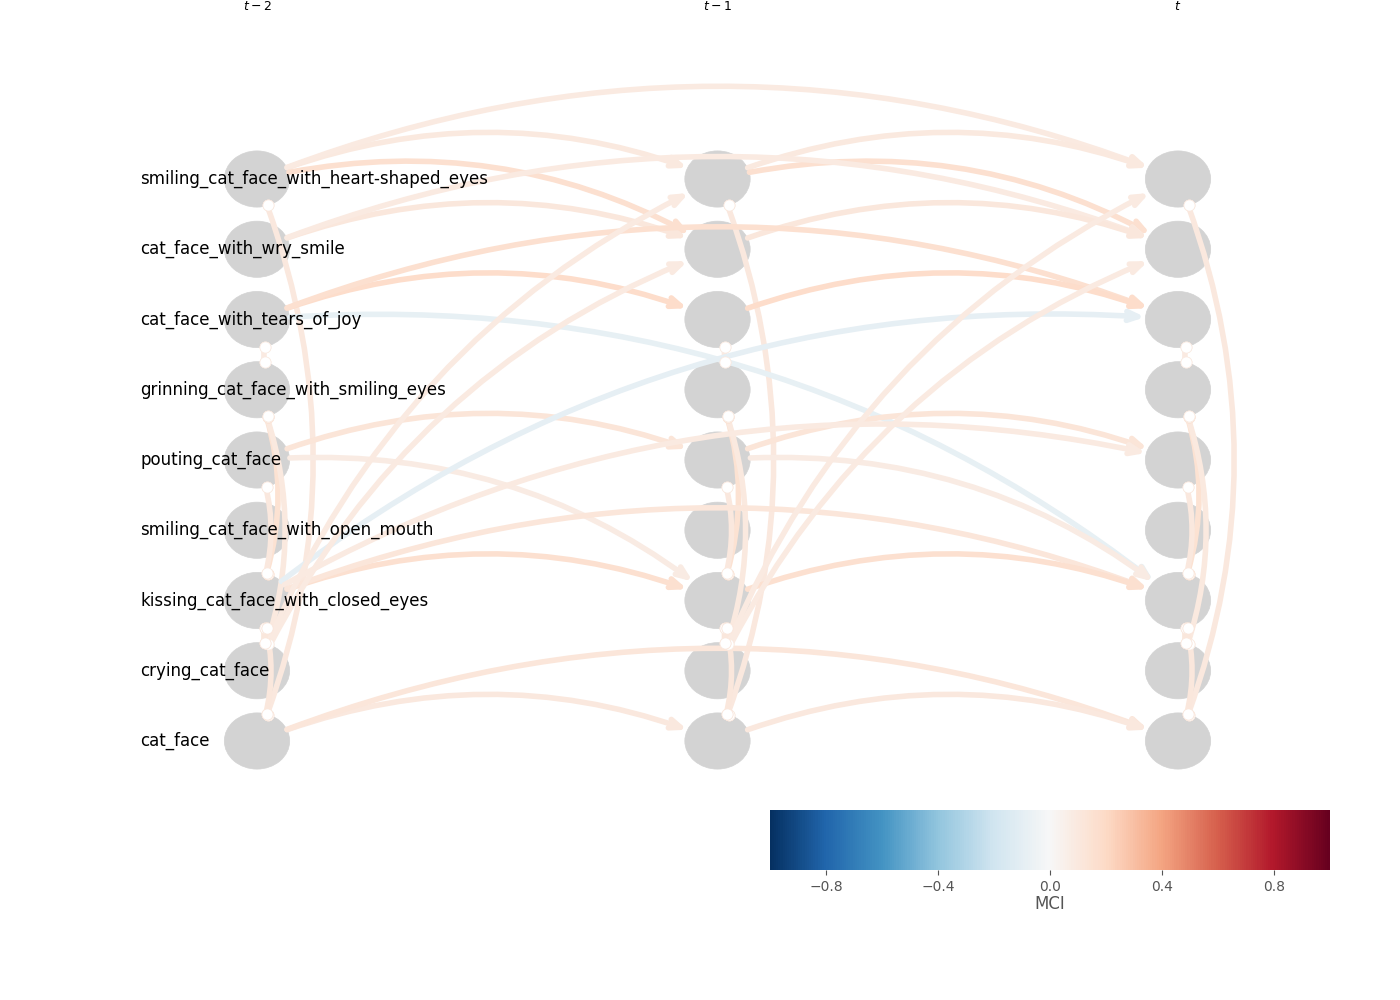 t − 2 t − 1 t
smiling_cat_face_with_heart-shaped_eyes
cat_face_with_wry_smile
cat_face_with_tears_of_joy
grinning_cat_face_with_smiling_eyes
pouting_cat_face
smiling_cat_face_with_open_mouth
kissing_cat_face_with_closed_eyes
crying_cat_face
cat_face
−0.8 −0.4 0.0 0.4 0.8
MCI